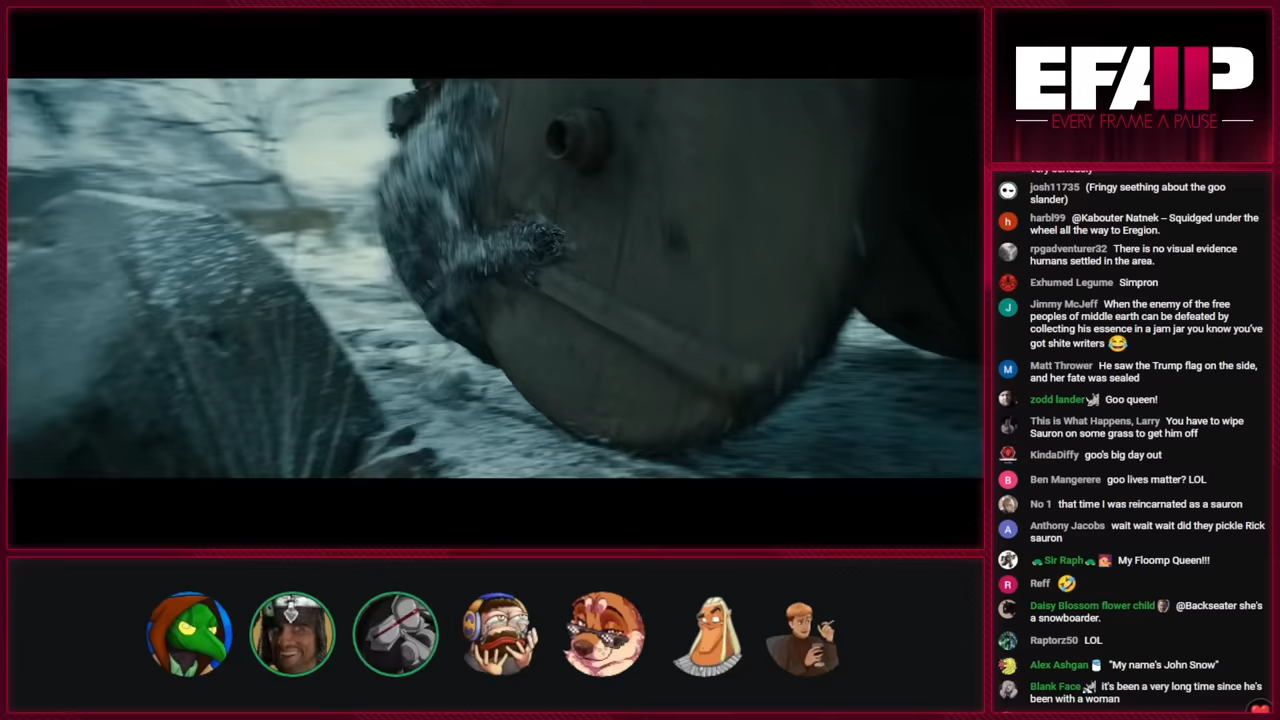 EFAP
EVERY FRAME A PAUSE
very seriously
josh11735 (Fringy seething about the goo
slander)
harbl99 @Kabouter Natnek – Squidged under the
wheel all the way to Eregion.
rpgadventurer32 There is no visual evidence
humans settled in the area.
Exhumed Legume Simpron
Jimmy McJeff When the enemy of the free
peoples of middle earth can be defeated by
collecting his essence in a jam jar you know you've
got shite writers 😂
Matt Thrower He saw the Trump flag on the side,
and her fate was sealed
zodd lander Goo queen!
This is What Happens, Larry You have to wipe
Sauron on some grass to get him off
KindaDiffy goo's big day out
Ben Mangerere goo lives matter? LOL
No 1 that time I was reincarnated as a sauron
Anthony Jacobs wait wait wait did they pickle Rick
sauron
Sir Raph My Floomp Queen!!!
Reff 🤣
Daisy Blossom flower child @Backseater she's
a snowboarder.
Raptorz50 LOL
Alex Ashgan "My name's John Snow"
Blank Face it's been a very long time since he's
been with a woman